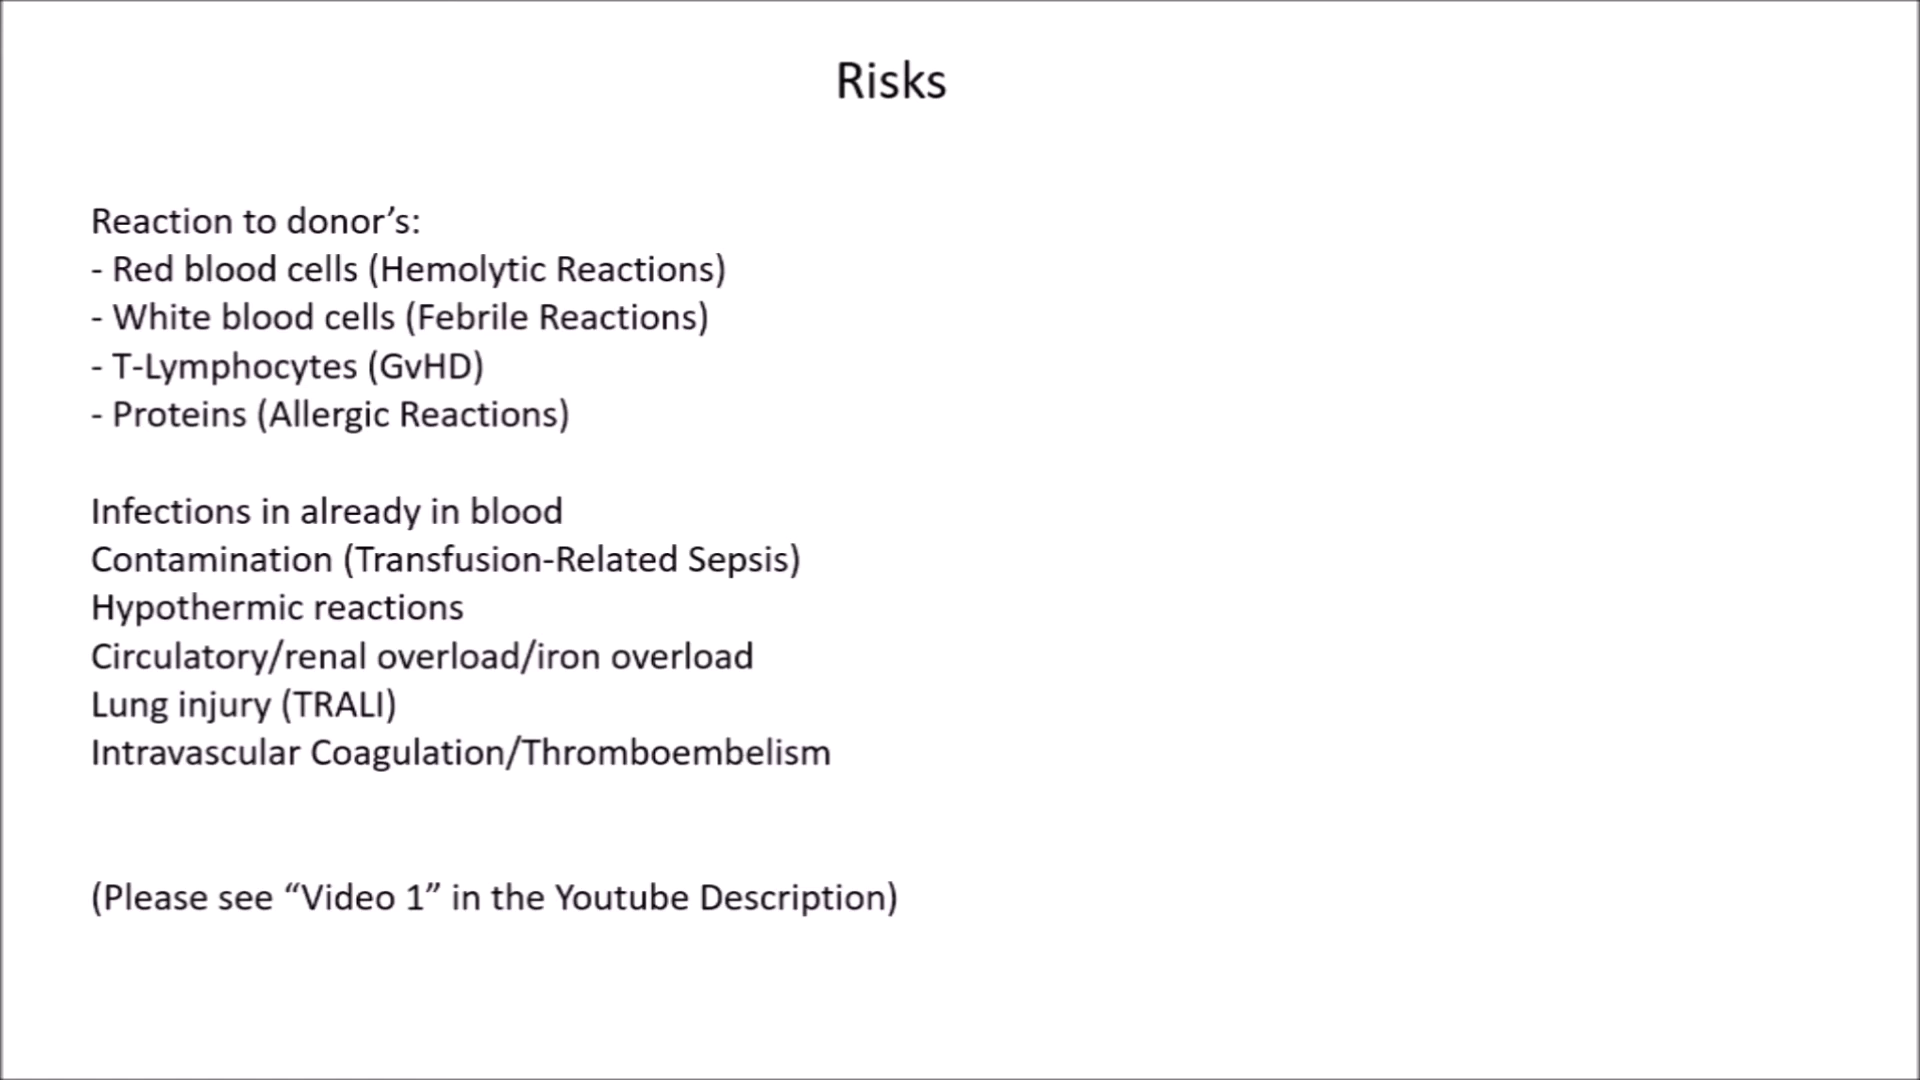 Risks
Reaction to donor’s:
- Red blood cells (Hemolytic Reactions)
- White blood cells (Febrile Reactions)
- T-Lymphocytes (GvHD)
- Proteins (Allergic Reactions)
Infections in already in blood
Contamination (Transfusion-Related Sepsis)
Hypothermic reactions
Circulatory/renal overload/iron overload
Lung injury (TRALI)
Intravascular Coagulation/Thromboembelism
(Please see “Video 1” in the Youtube Description)